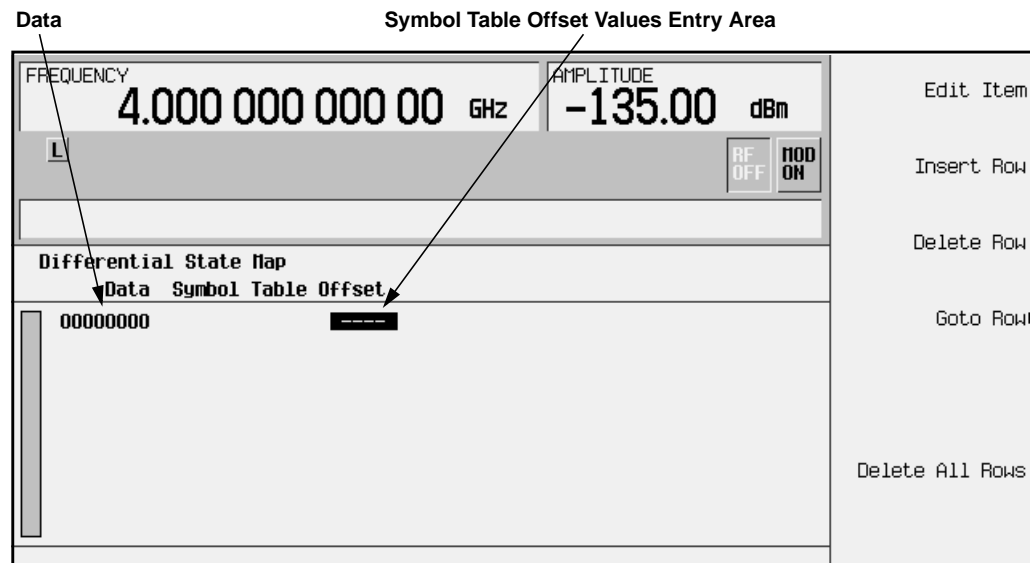 Data
Symbol Table Offset Values Entry Area
FREQUENCY
4.000 000 000 00 GHz
AMPLITUDE
-135.00 dBm
L
RF OFF
MOD ON
Differential State Map
Data Symbol Table Offset
00000000 ----
Edit Item
Insert Row
Delete Row
Goto Row
Delete All Rows